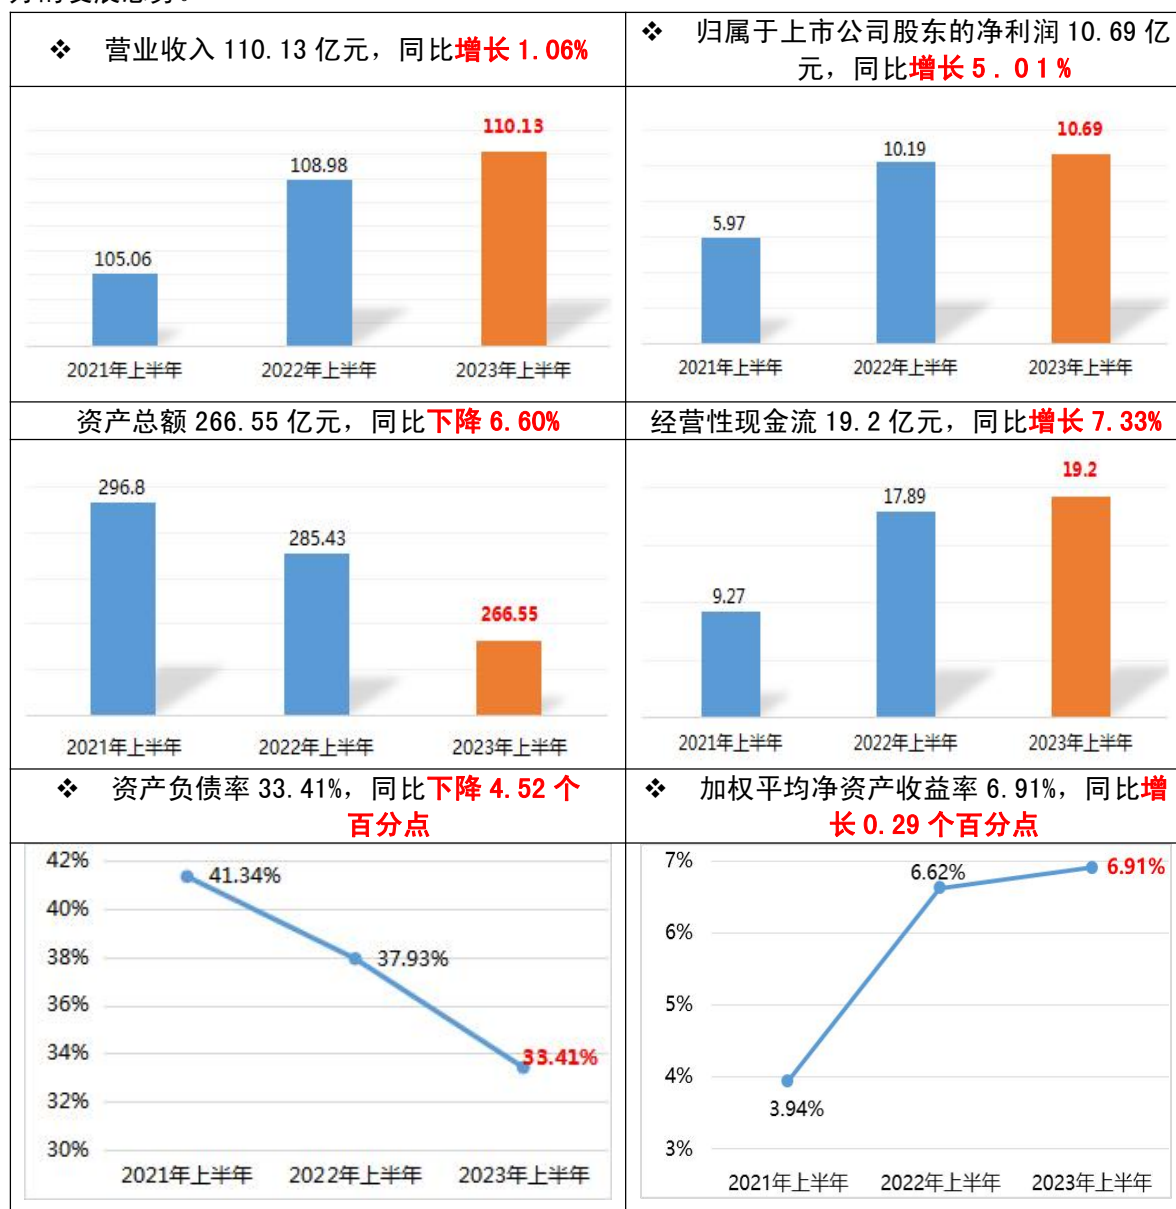 ❖ 营业收入 110.13 亿元，同比增长 1.06%
❖ 归属于上市公司股东的净利润 10.69 亿
元，同比增长 5.01%
105.06
108.98
110.13
2021年上半年
2022年上半年
2023年上半年
5.97
10.19
10.69
2021年上半年
2022年上半年
2023年上半年
资产总额 266.55 亿元，同比下降 6.60%
经营性现金流 19.2 亿元，同比增长 7.33%
296.8
285.43
266.55
2021年上半年
2022年上半年
2023年上半年
9.27
17.89
19.2
2021年上半年
2022年上半年
2023年上半年
❖ 资产负债率 33.41%，同比下降 4.52 个
百分点
❖ 加权平均净资产收益率 6.91%，同比增
长 0.29 个百分点
42%
40%
38%
36%
34%
32%
30%
41.34%
37.93%
33.41%
2021年上半年
2022年上半年
2023年上半年
7%
6%
5%
4%
3%
3.94%
6.62%
6.91%
2021年上半年
2022年上半年
2023年上半年